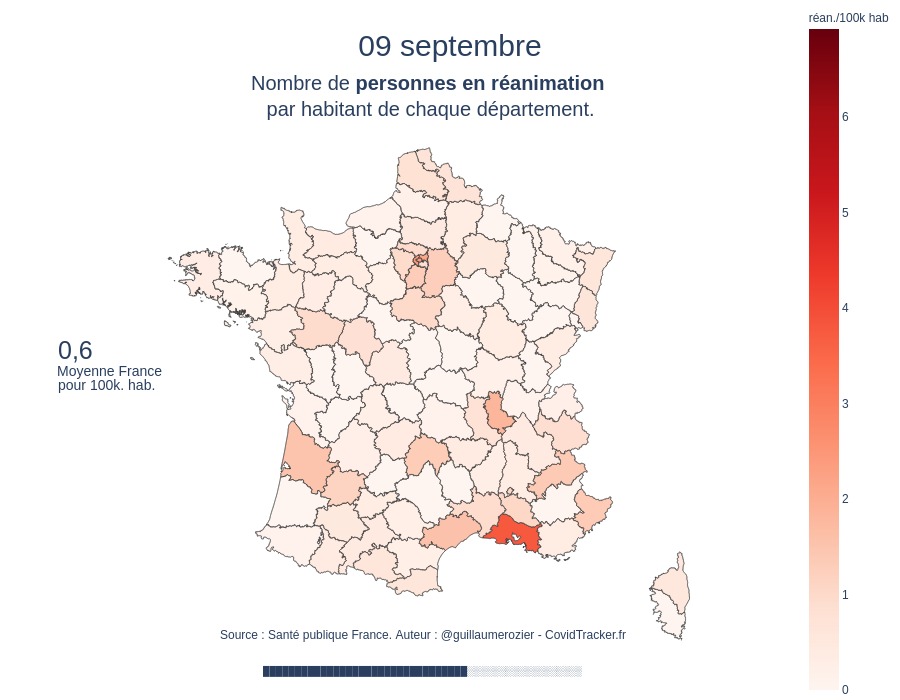 réan./100k hab
09 septembre
Nombre de personnes en réanimation
par habitant de chaque département.
6
5
4
3
2
1
0
0,6
Moyenne France
pour 100k. hab.
Source : Santé publique France. Auteur : @guillaumerozier - CovidTracker.fr